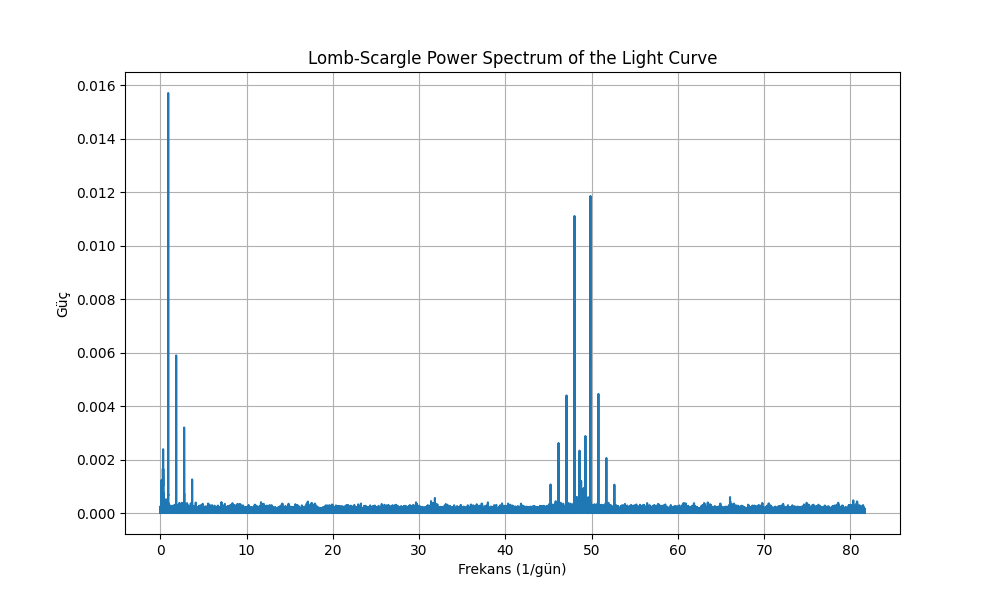 Lomb-Scargle Power Spectrum of the Light Curve
0.016
0.014
0.012
0.010
0.008
0.006
0.004
0.002
0.000
Güç
0 10 20 30 40 50 60 70 80
Frekans (1/gün)